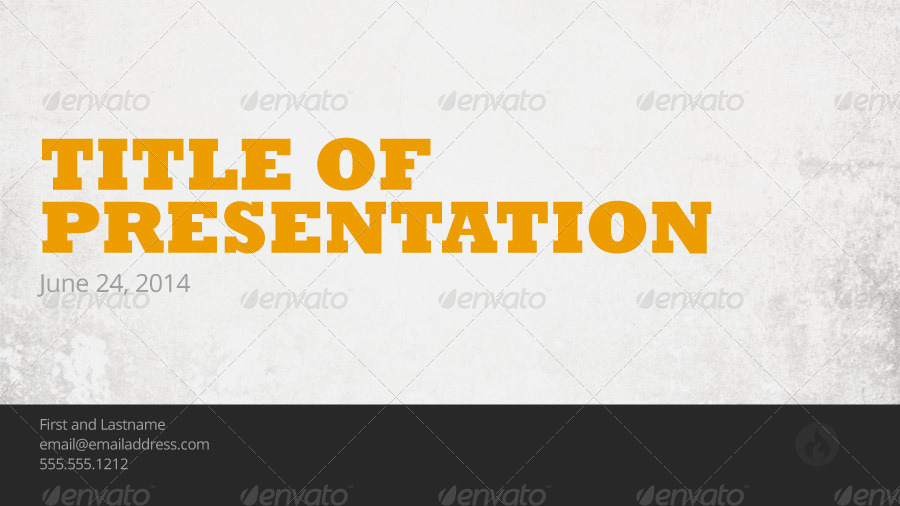 envato envato envato envato envato
TITLE OF
PRESENTATION
June 24, 2014
envato envato envato envato envato
First and Lastname
email@emailaddress.com
555.555.1212
envato envato envato envato envato